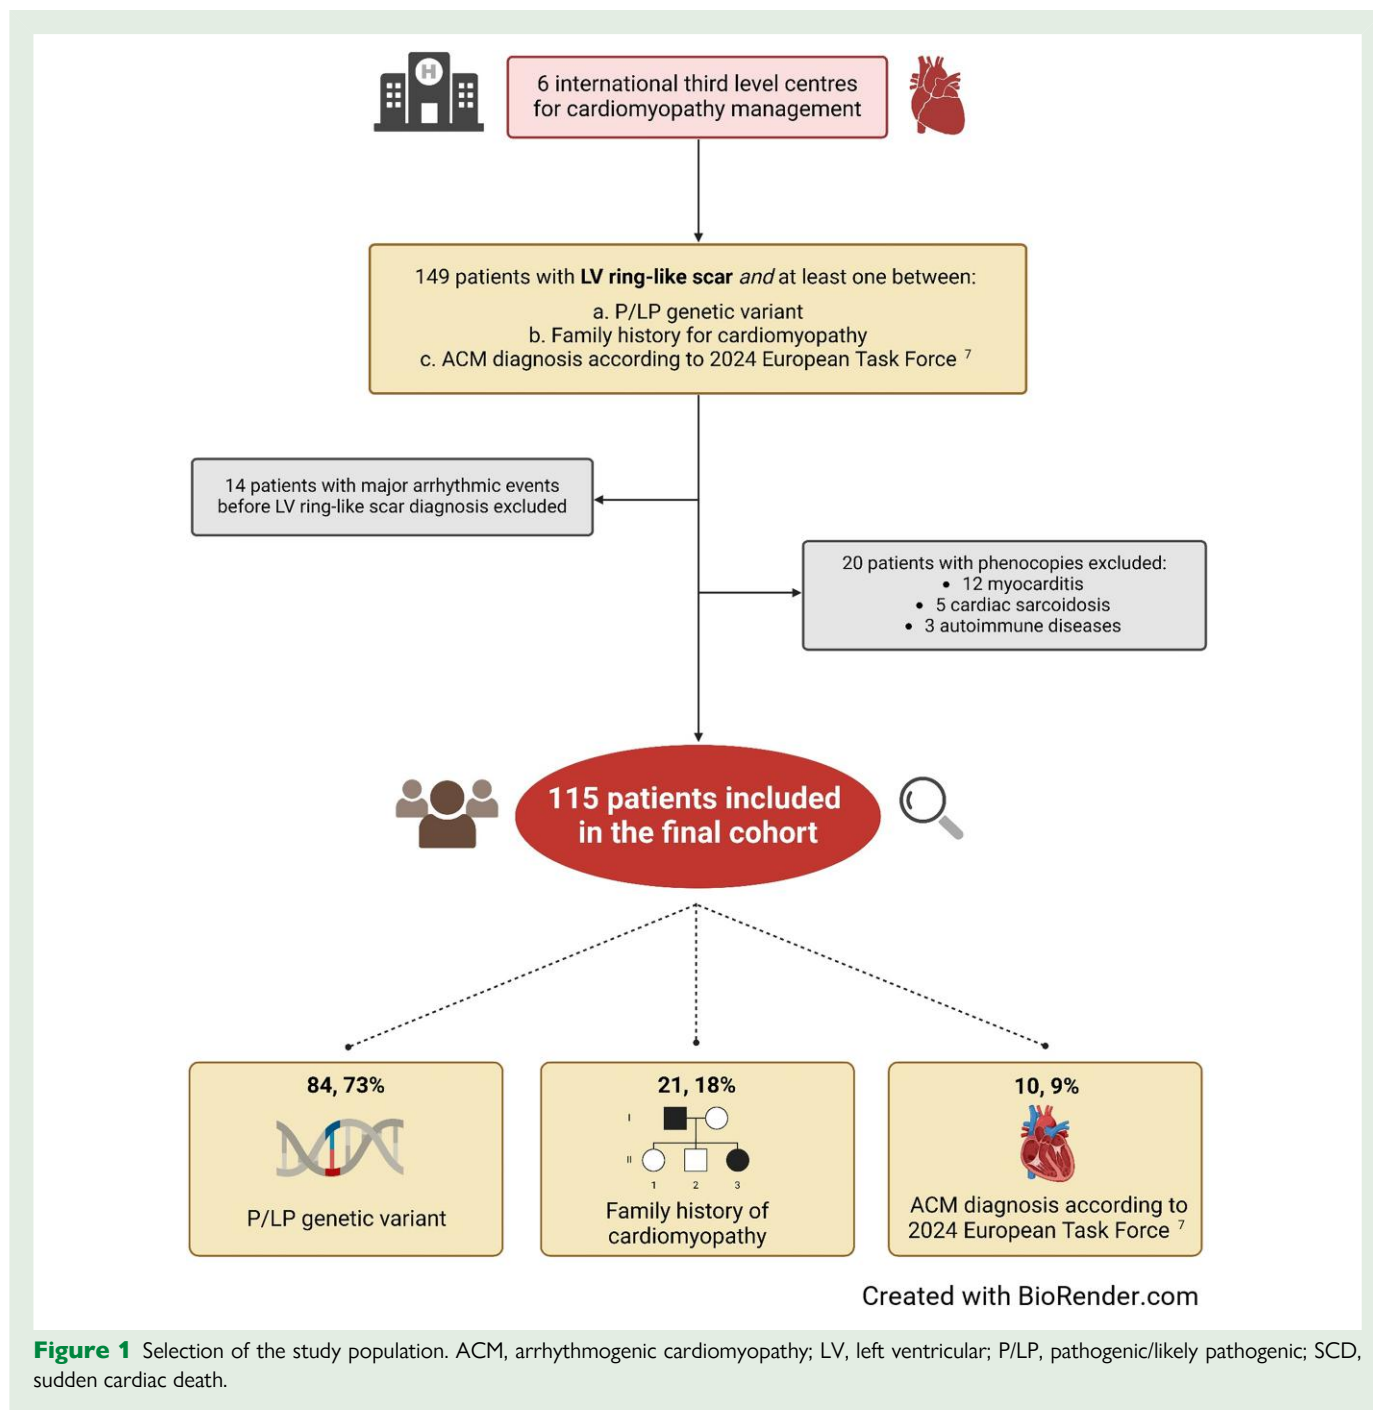 H
6 international third level centres
for cardiomyopathy management
149 patients with LV ring-like scar and at least one between:
a. P/LP genetic variant
b. Family history for cardiomyopathy
c. ACM diagnosis according to 2024 European Task Force 7
14 patients with major arrhythmic events
before LV ring-like scar diagnosis excluded
20 patients with phenocopies excluded:
• 12 myocarditis
• 5 cardiac sarcoidosis
• 3 autoimmune diseases
115 patients included
in the final cohort
84, 73%
P/LP genetic variant
21, 18%
I
II
1 2 3
Family history of
cardiomyopathy
10, 9%
ACM diagnosis according to
2024 European Task Force 7
Created with BioRender.com
Figure 1 Selection of the study population. ACM, arrhythmogenic cardiomyopathy; LV, left ventricular; P/LP, pathogenic/likely pathogenic; SCD,
sudden cardiac death.